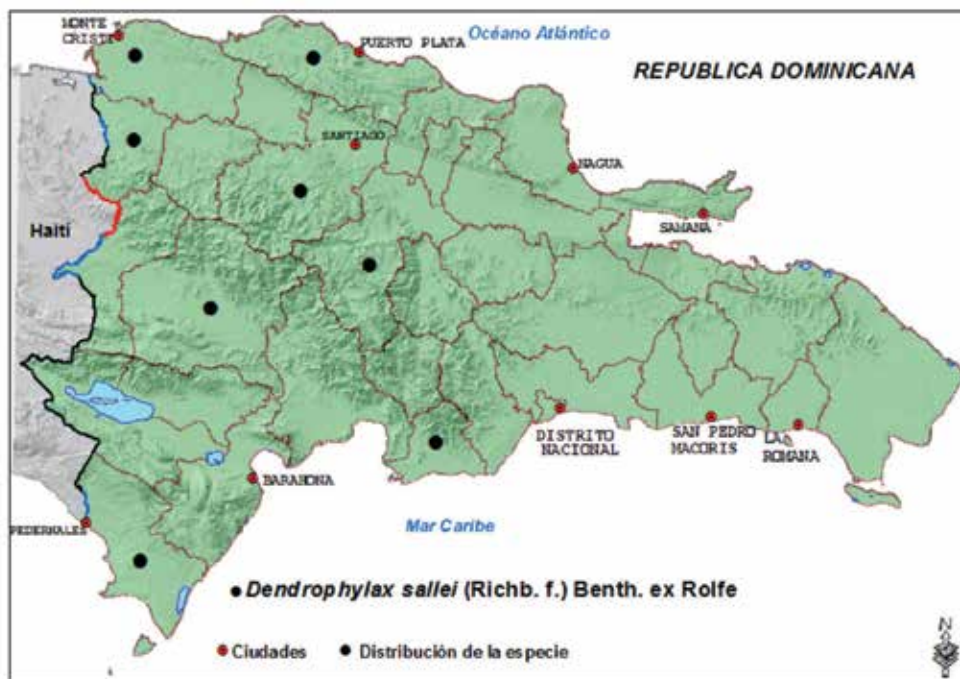 MONTE
CRISTI
PUERTO PLATA
Océano Atlántico
REPUBLICA DOMINICANA
SANTIAGO
NAGUA
SAMANA
Haití
DISTRITO
NACIONAL
SAN PEDRO
MACORIS
LA
ROMANA
BARAHONA
PEDERNALES
Mar Caribe
Dendrophylax sallei (Richb. f.) Benth. ex Rolfe
Ciudades
Distribución de la especie
N